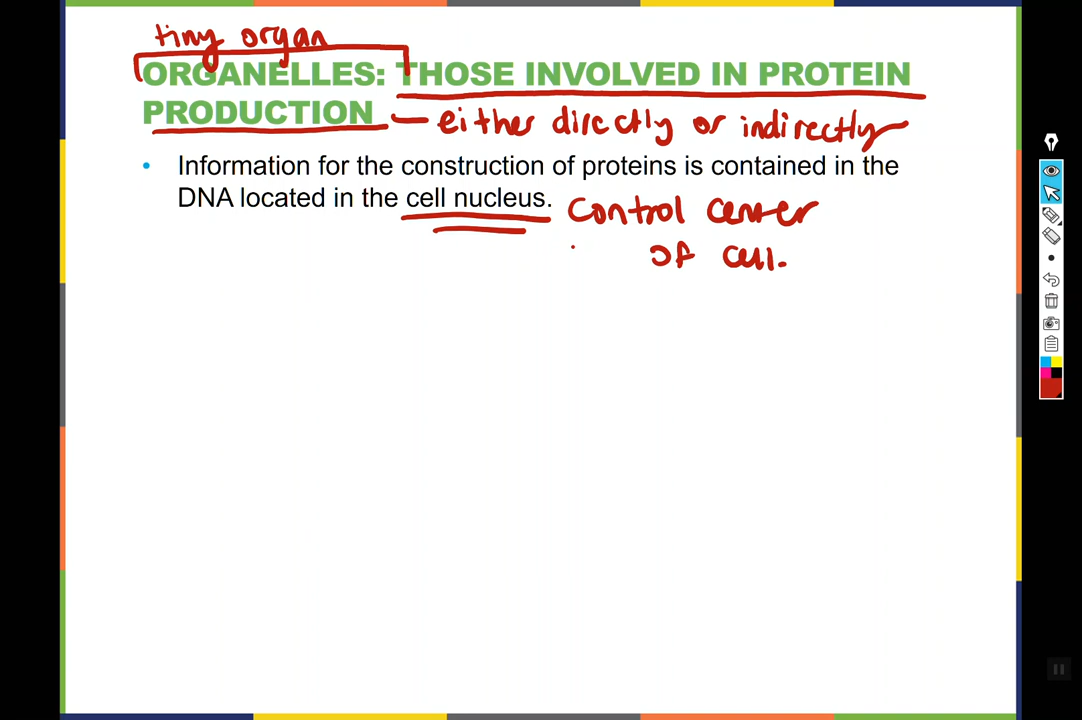 tiny organ
ORGANELLES: THOSE INVOLVED IN PROTEIN
PRODUCTION — either directly or indirectly
• Information for the construction of proteins is contained in the
DNA located in the cell nucleus. control center
of cell.